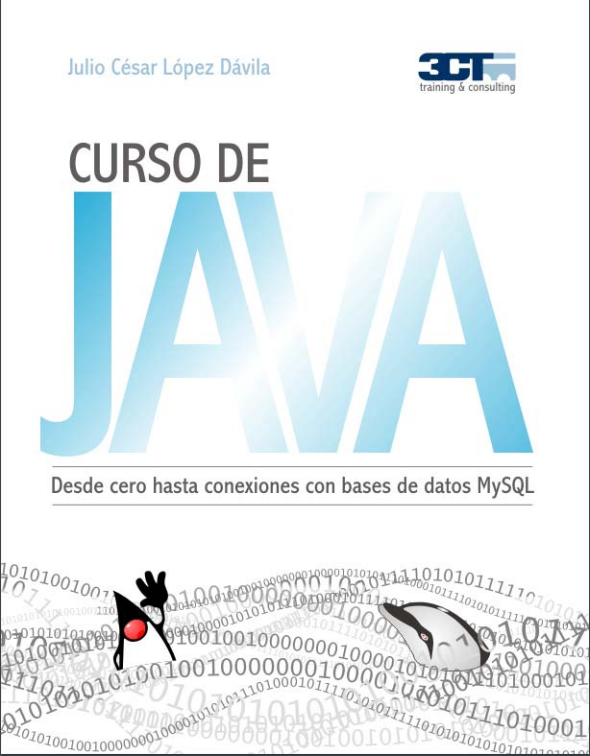 Julio César López Dávila
3CT
training & consulting
CURSO DE
JAVA
Desde cero hasta conexiones con bases de datos MySQL